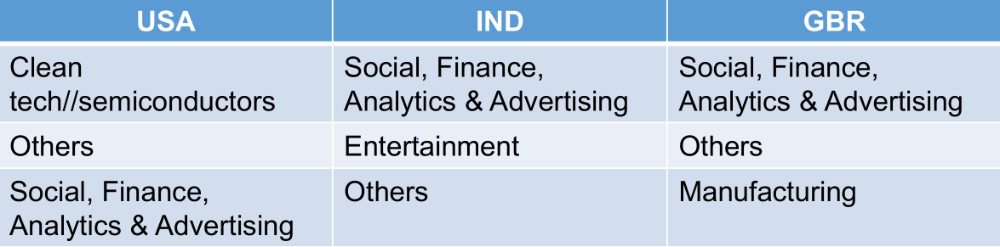 USA IND GBR
Clean Social, Finance, Social, Finance,
tech//semiconductors Analytics & Advertising Analytics & Advertising
Others Entertainment Others
Social, Finance, Others Manufacturing
Analytics & Advertising